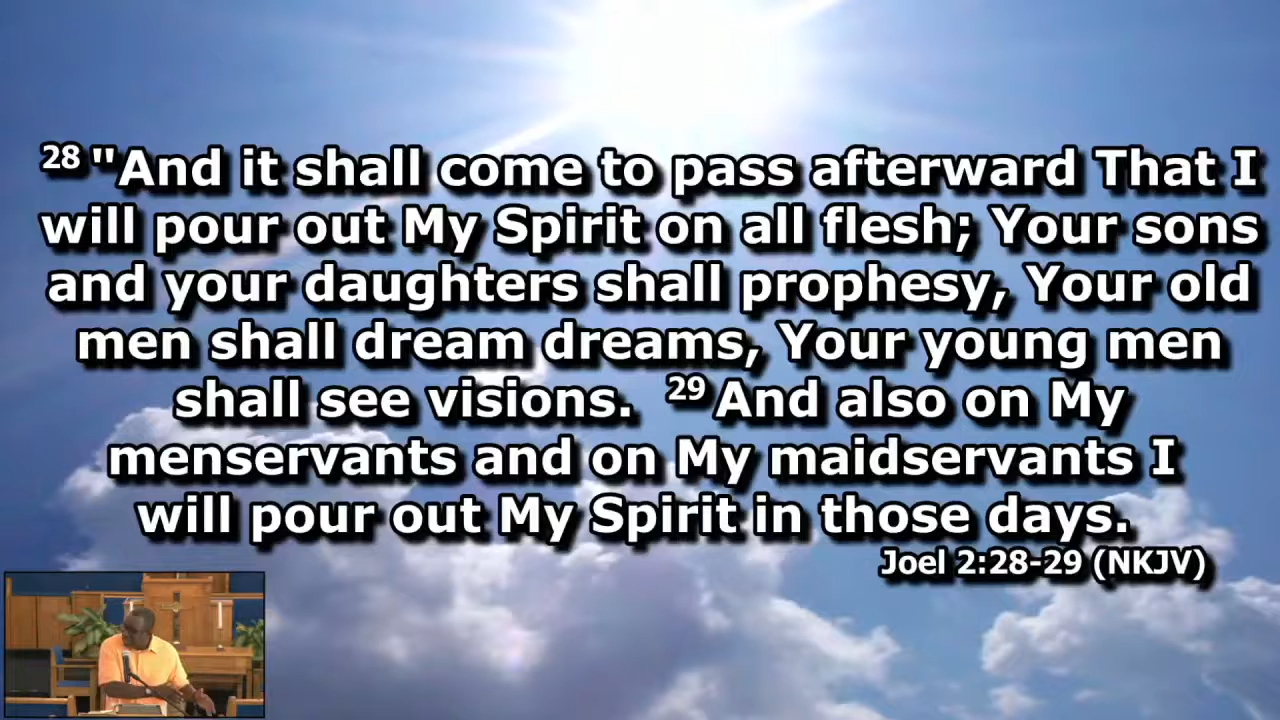 28 "And it shall come to pass afterward That I
will pour out My Spirit on all flesh; Your sons
and your daughters shall prophesy, Your old
men shall dream dreams, Your young men
shall see visions. 29 And also on My
menservants and on My maidservants I
will pour out My Spirit in those days.
Joel 2:28-29 (NKJV)